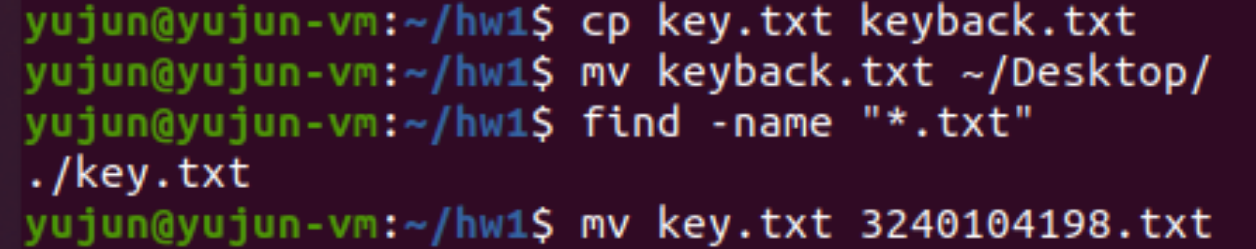 yujun@yujun-vm:~/hw1$ cp key.txt keyback.txt
yujun@yujun-vm:~/hw1$ mv keyback.txt ~/Desktop/
yujun@yujun-vm:~/hw1$ find -name "*.txt"
./key.txt
yujun@yujun-vm:~/hw1$ mv key.txt 3240104198.txt